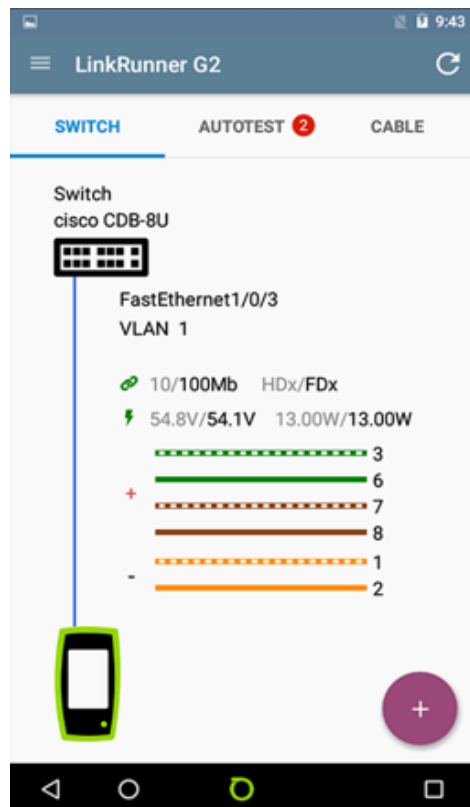 9:43
LinkRunner G2
SWITCH AUTOTEST 2 CABLE
Switch
cisco CDB-8U
FastEthernet1/0/3
VLAN 1
10/100Mb HDx/FDx
54.8V/54.1V 13.00W/13.00W
3
6
+
7
8
1
-
2
+